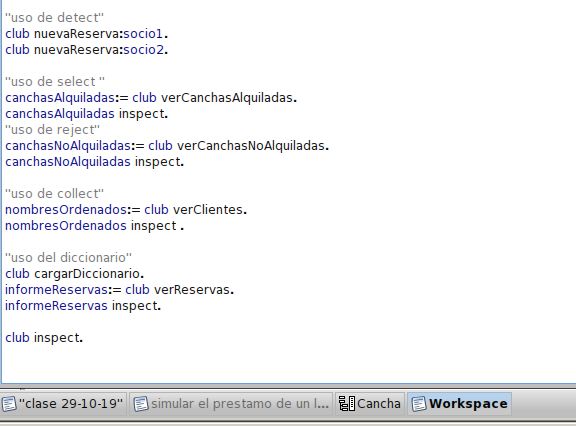 "uso de detect"
club nuevaReserva:socio1.
club nuevaReserva:socio2.
"uso de select "
canchasAlquiladas:= club verCanchasAlquiladas.
canchasAlquiladas inspect.
"uso de reject"
canchasNoAlquiladas:= club verCanchasNoAlquiladas.
canchasNoAlquiladas inspect.
"uso de collect"
nombresOrdenados:= club verClientes.
nombresOrdenados inspect .
"uso del diccionario"
club cargarDiccionario.
informeReservas:= club verReservas.
informeReservas inspect.
club inspect.
"clase 29-10-19" simular el prestamo de un l... Cancha Workspace